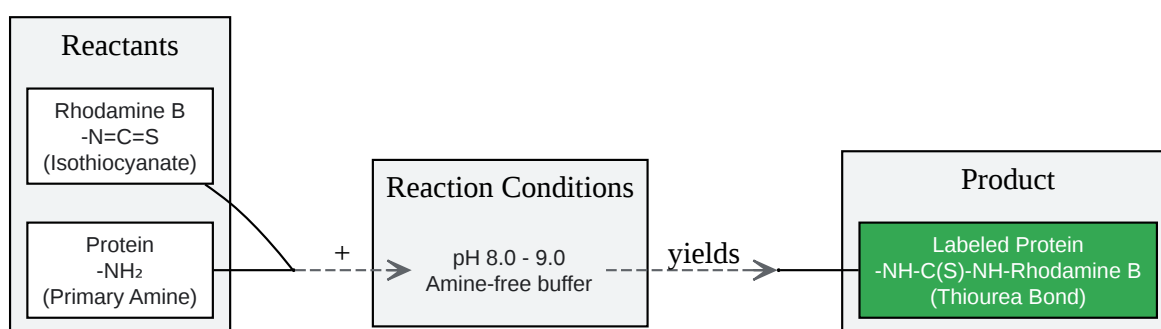 Reactants
Rhodamine B
-N=C=S
(Isothiocyanate)
Protein
-NH₂
(Primary Amine)
+
Reaction Conditions
pH 8.0 - 9.0
Amine-free buffer
yields
Product
Labeled Protein
-NH-C(S)-NH-Rhodamine B
(Thiourea Bond)